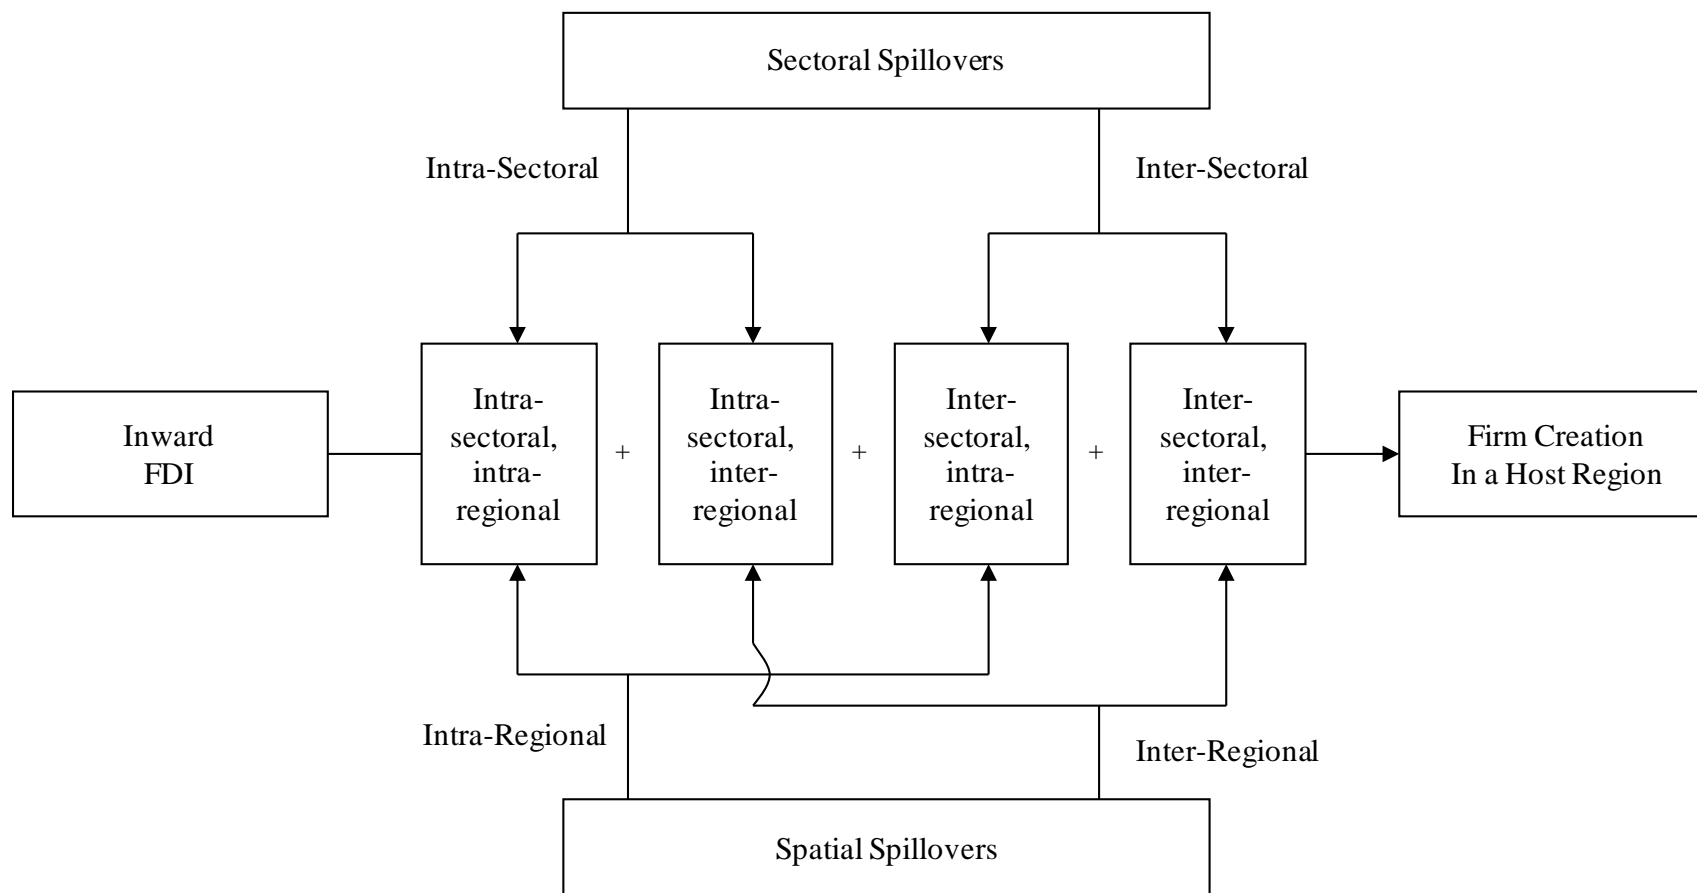 Sectoral Spillovers
Intra-Sectoral
Inter-Sectoral
Inward
FDI
Intra-
sectoral,
intra-
regional
+
Intra-
sectoral,
inter-
regional
+
Inter-
sectoral,
intra-
regional
+
Inter-
sectoral,
inter-
regional
Firm Creation
In a Host Region
Intra-Regional
Inter-Regional
Spatial Spillovers